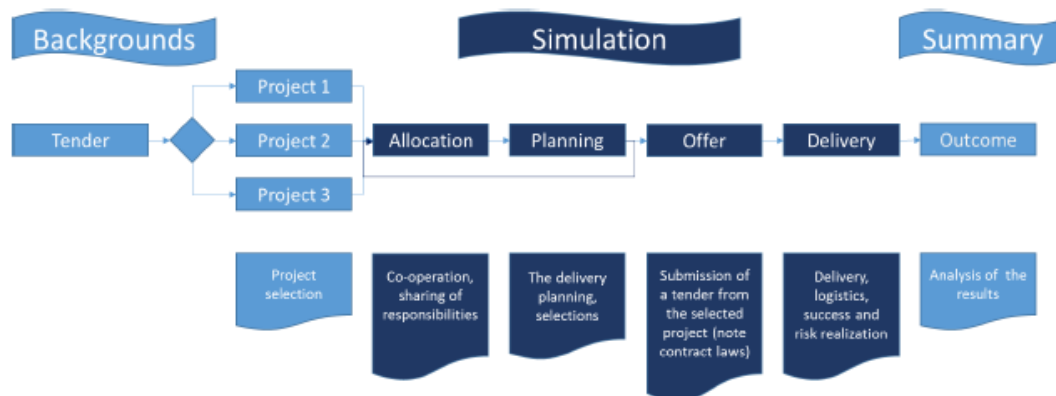 Backgrounds
Simulation
Summary
Project 1
Tender
Project 2
Allocation
Planning
Offer
Delivery
Outcome
Project 3
Project
selection
Co-operation,
sharing of
responsibilities
The delivery
planning,
selections
Submission of
a tender from
the selected
project (note
contract laws)
Delivery,
logistics,
success and
risk realization
Analysis of the
results